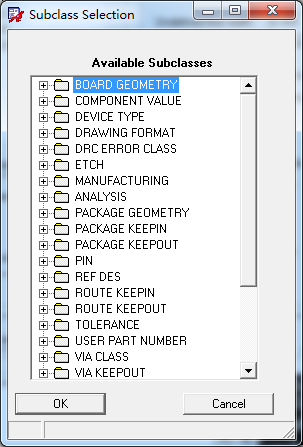 Subclass Selection
Available Subclasses
BOARD GEOMETRY
COMPONENT VALUE
DEVICE TYPE
DRAWING FORMAT
DRC ERROR CLASS
ETCH
MANUFACTURING
ANALYSIS
PACKAGE GEOMETRY
PACKAGE KEEPIN
PACKAGE KEEPOUT
PIN
REF DES
ROUTE KEEPIN
ROUTE KEEPOUT
TOLERANCE
USER PART NUMBER
VIA CLASS
VIA KEEPOUT
OK Cancel